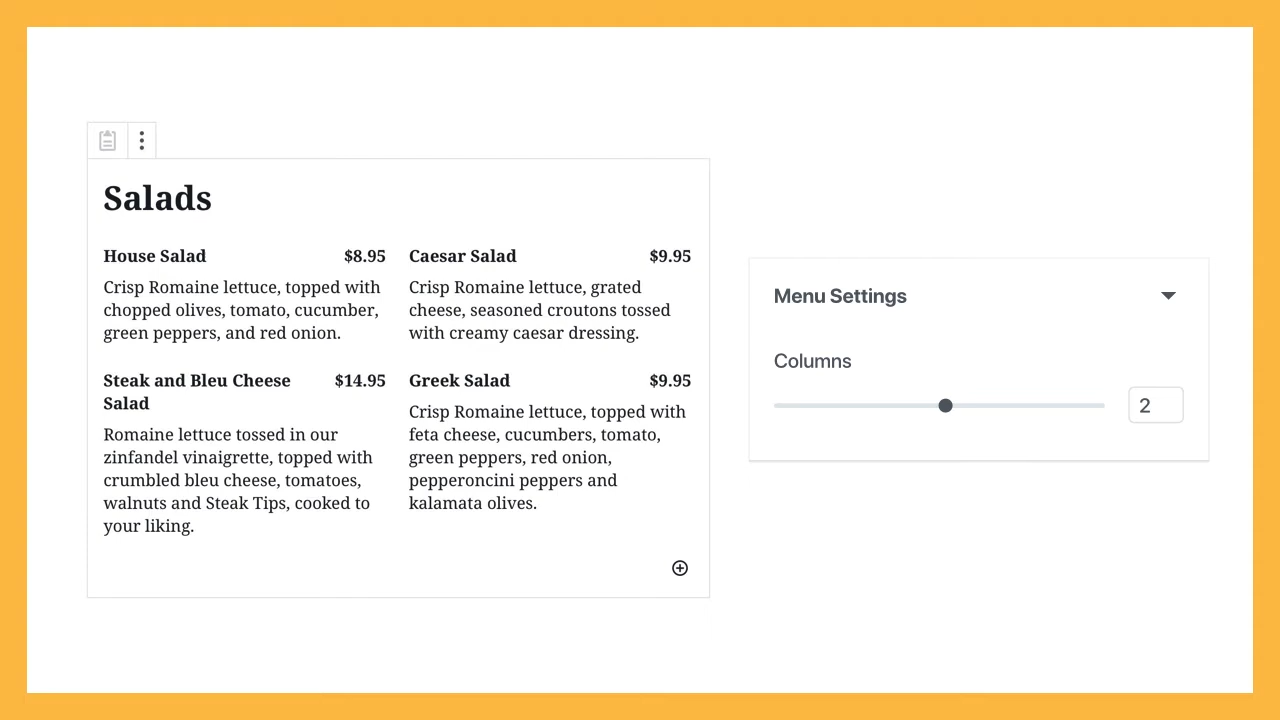 Salads
House Salad $8.95
Crisp Romaine lettuce, topped with
chopped olives, tomato, cucumber,
green peppers, and red onion.
Caesar Salad $9.95
Crisp Romaine lettuce, grated
cheese, seasoned croutons tossed
with creamy caesar dressing.
Steak and Bleu Cheese $14.95
Salad
Romaine lettuce tossed in our
zinfandel vinaigrette, topped with
crumbled bleu cheese, tomatoes,
walnuts and Steak Tips, cooked to
your liking.
Greek Salad $9.95
Crisp Romaine lettuce, topped with
feta cheese, cucumbers, tomato,
green peppers, red onion,
pepperoncini peppers and
kalamata olives.
Menu Settings
Columns
2